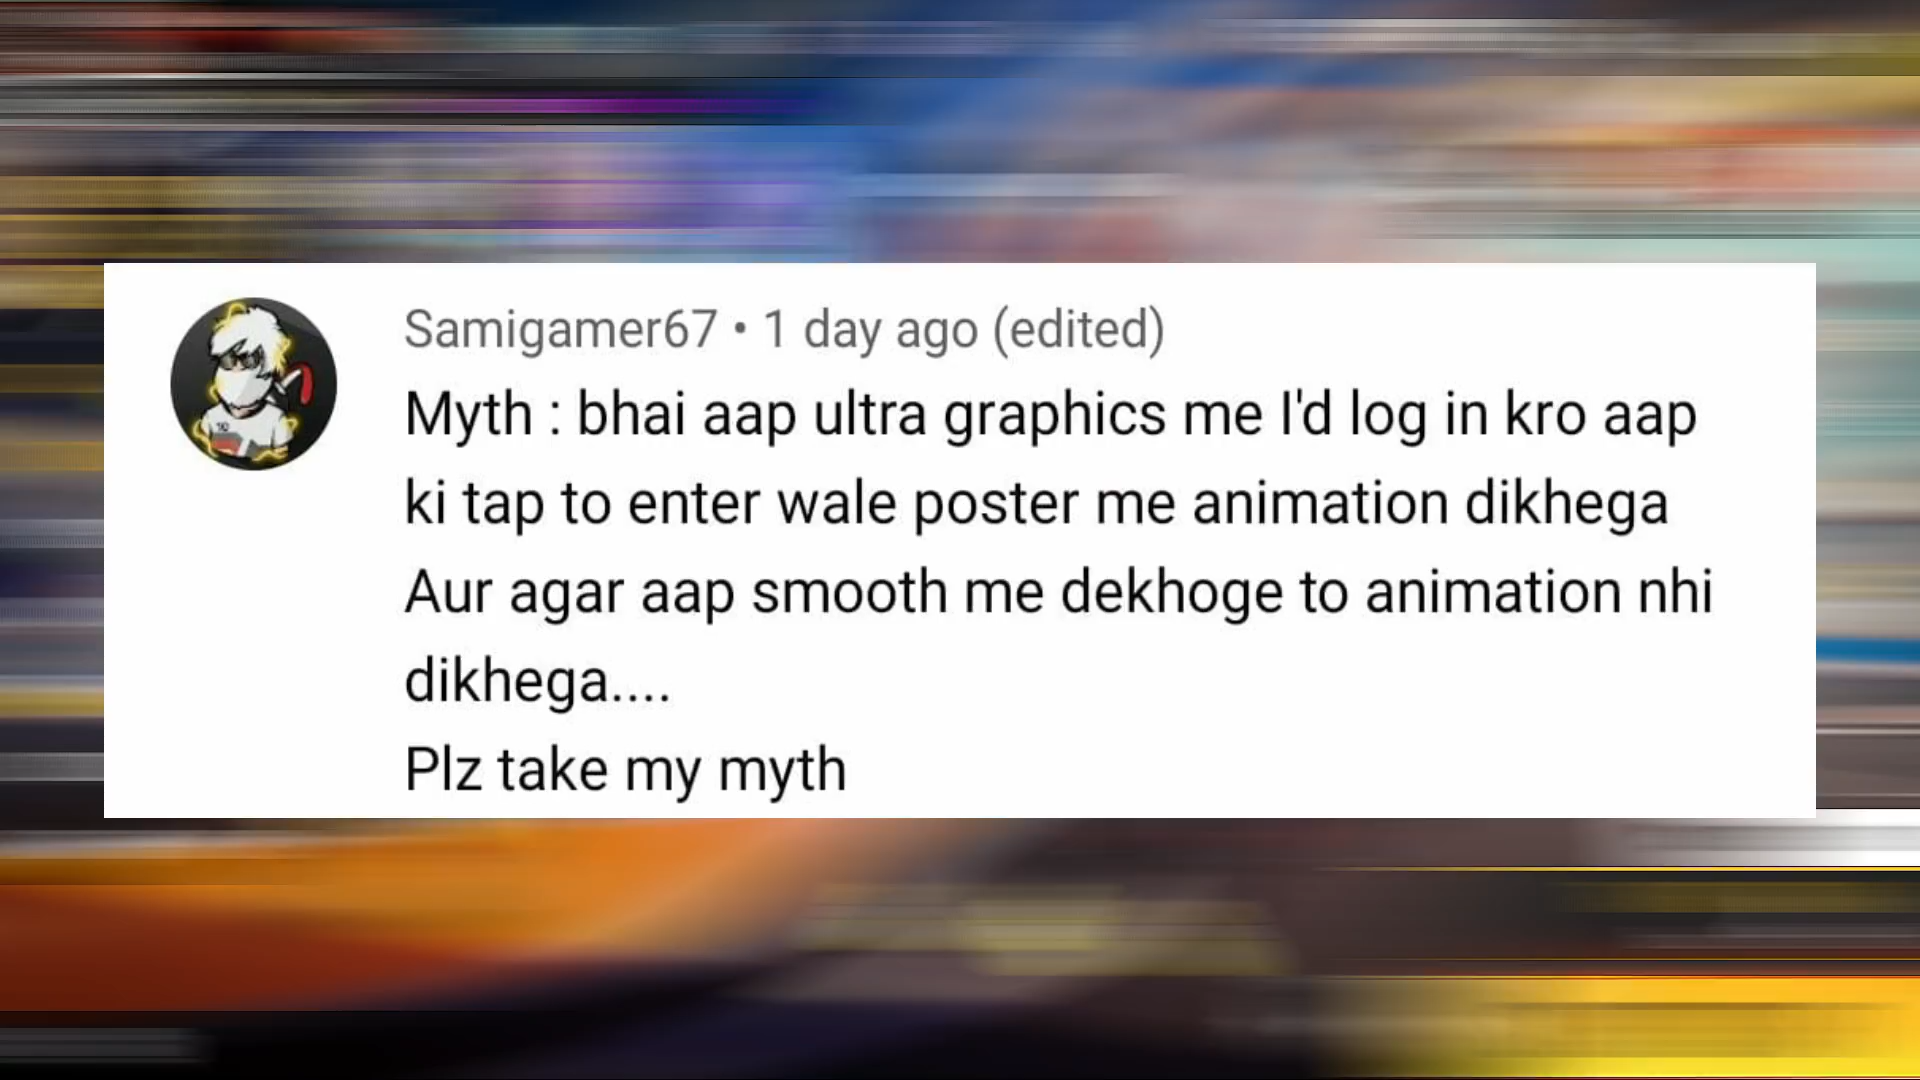 Samigamer67 • 1 day ago (edited)
Myth : bhai aap ultra graphics me I'd log in kro aap
ki tap to enter wale poster me animation dikhega
Aur agar aap smooth me dekhoge to animation nhi
dikhega....
Plz take my myth